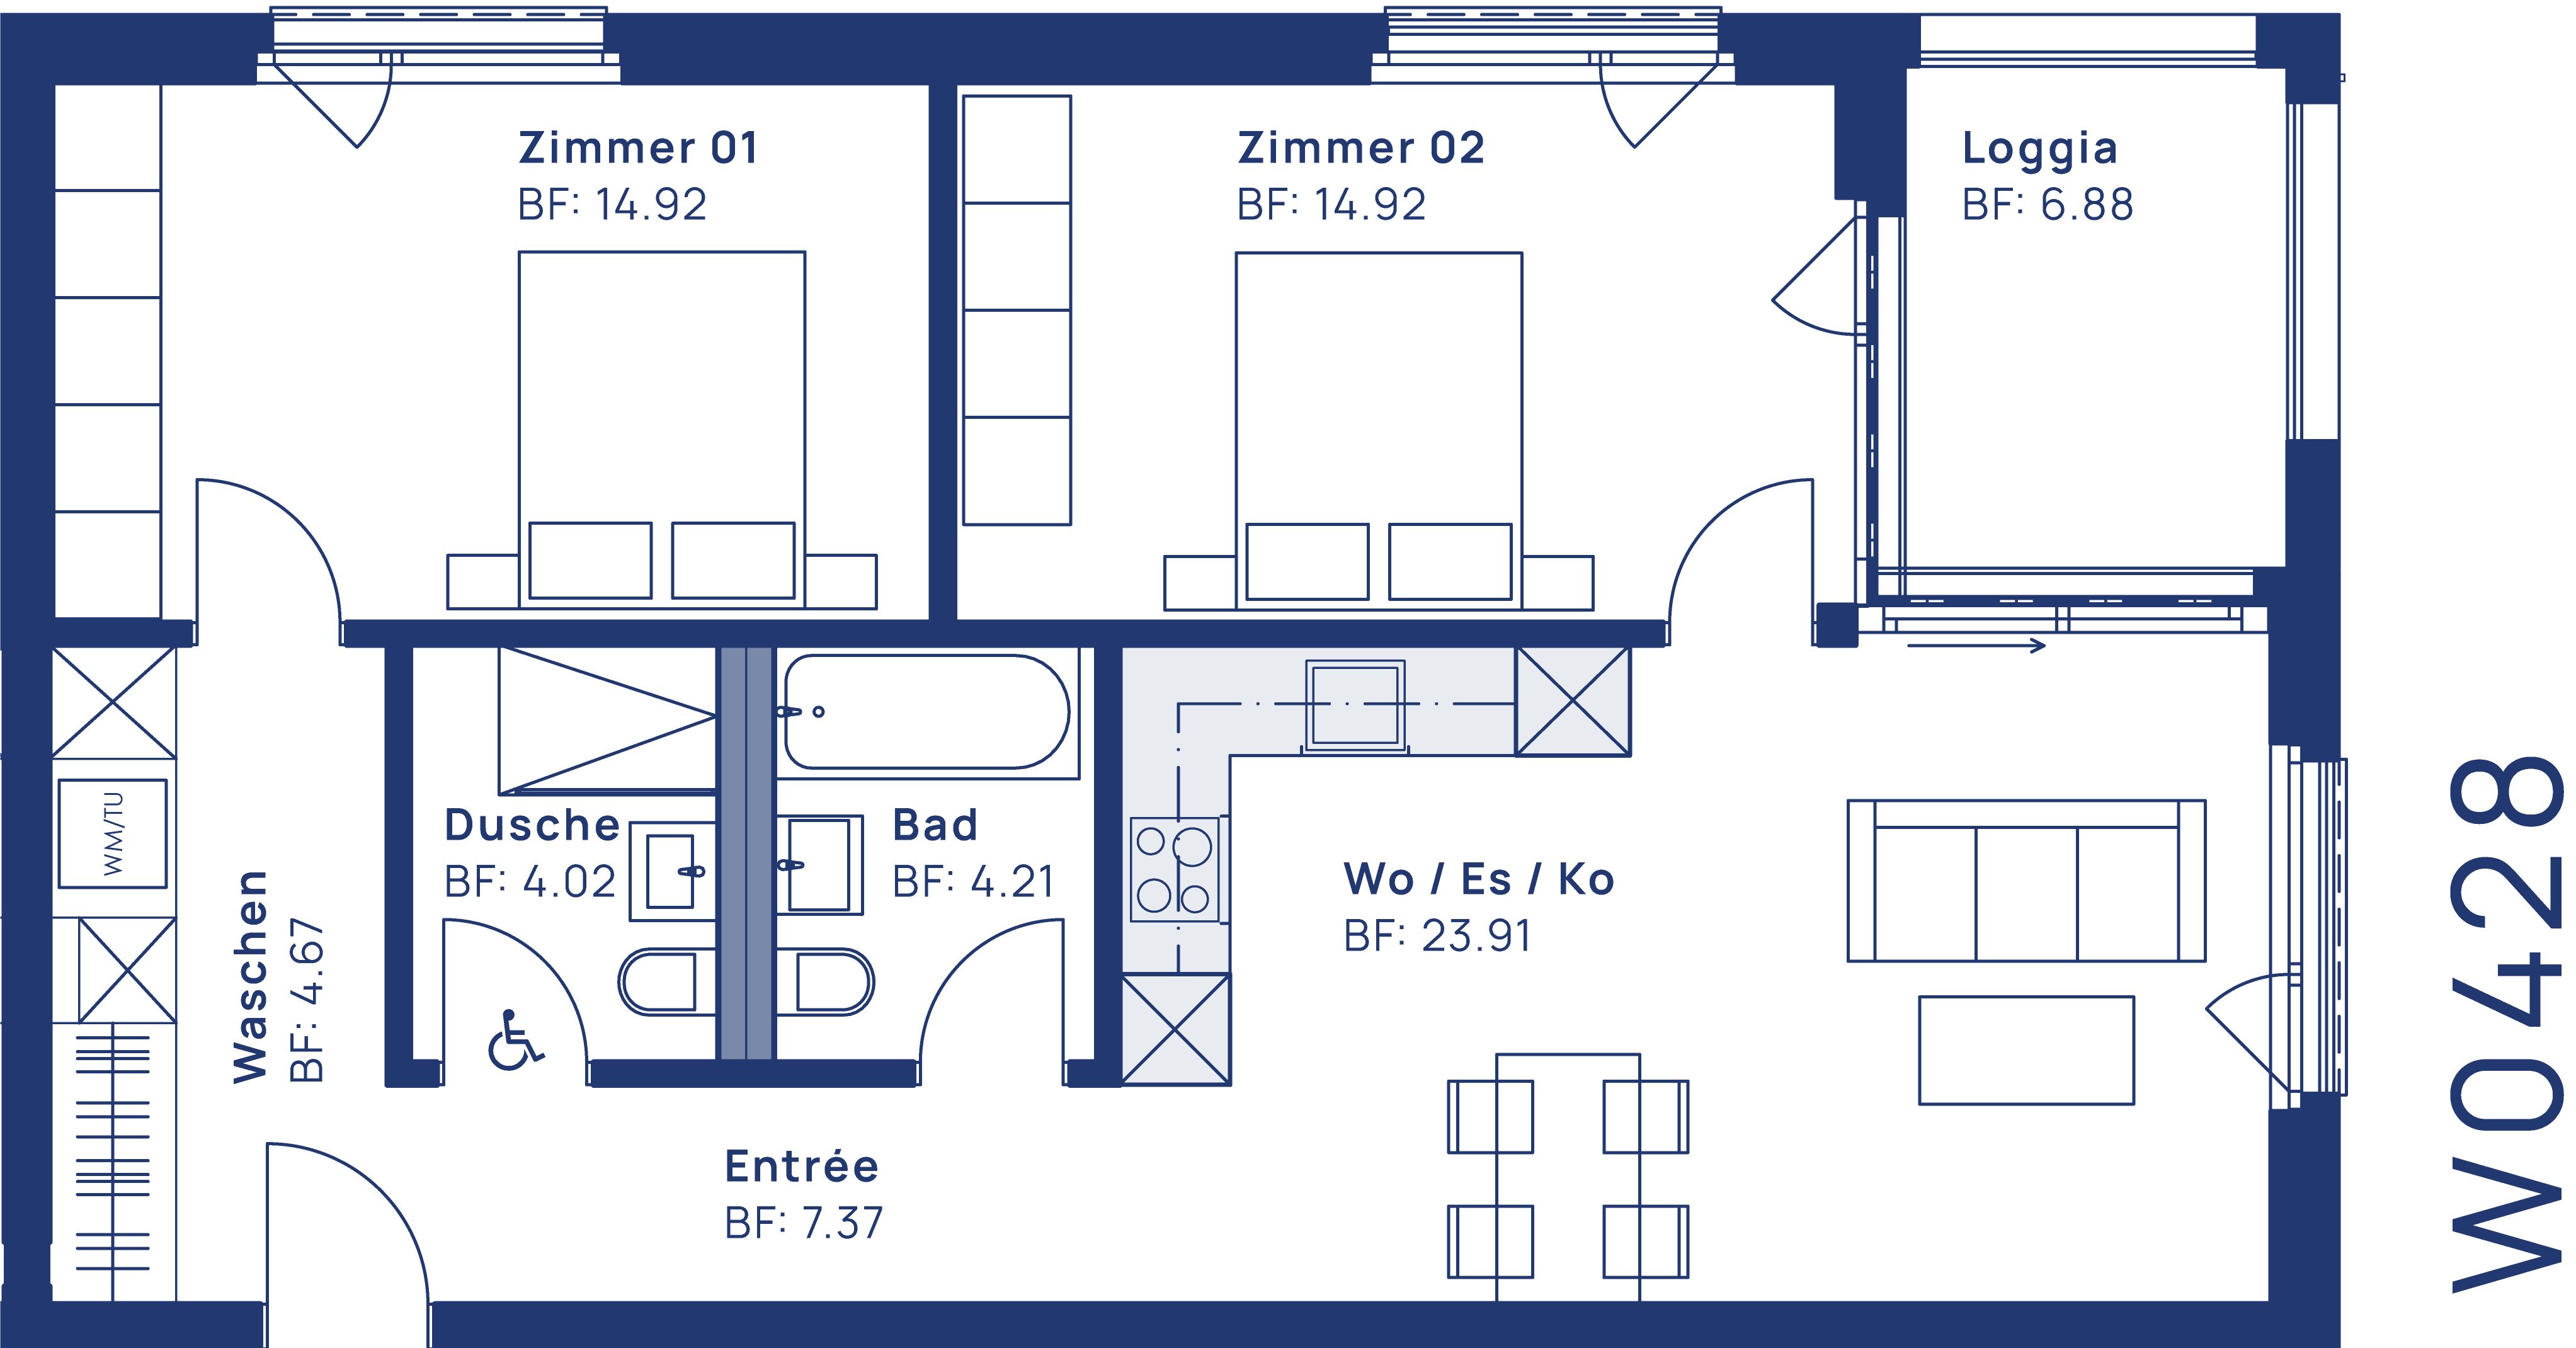 Zimmer 01
BF: 14.92
Zimmer 02
BF: 14.92
Loggia
BF: 6.88
WM/TU
Waschen
BF: 4.67
Dusche
BF: 4.02
Bad
BF: 4.21
Wo / Es / Ko
BF: 23.91
Entrée
BF: 7.37
W0428